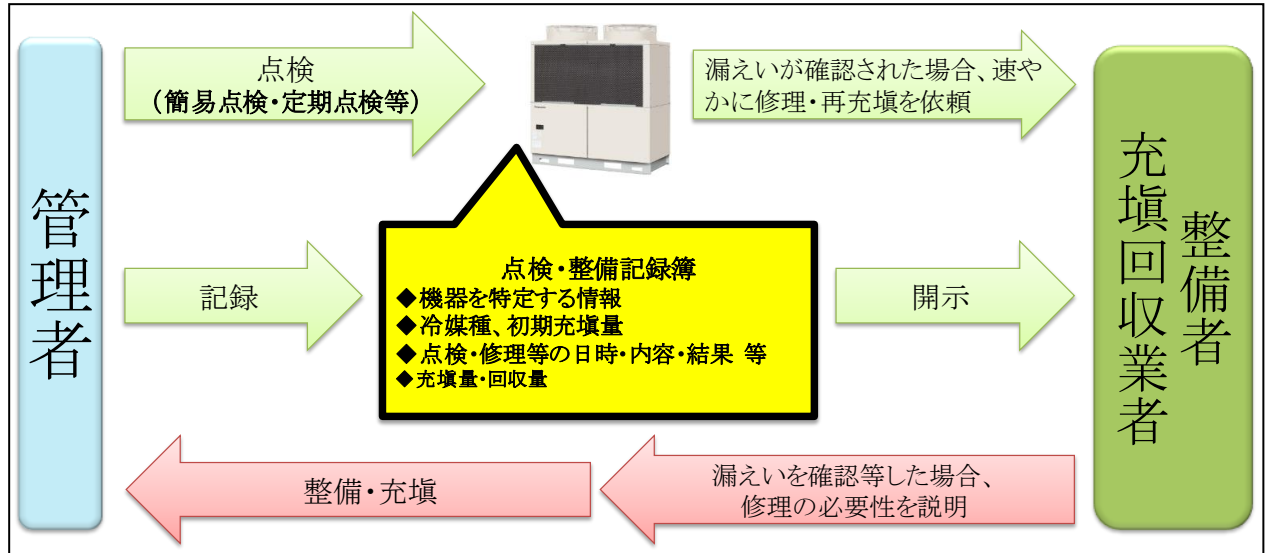 管理者
点検
（簡易点検・定期点検等）
漏えいが確認された場合、速や
かに修理・再充塡を依頼
記録
点検・整備記録簿
◆機器を特定する情報
◆冷媒種、初期充塡量
◆点検・修理等の日時・内容・結果 等
◆充塡量・回収量
開示
整備者
充塡回収業者
漏えいを確認等した場合、
修理の必要性を説明
整備・充塡